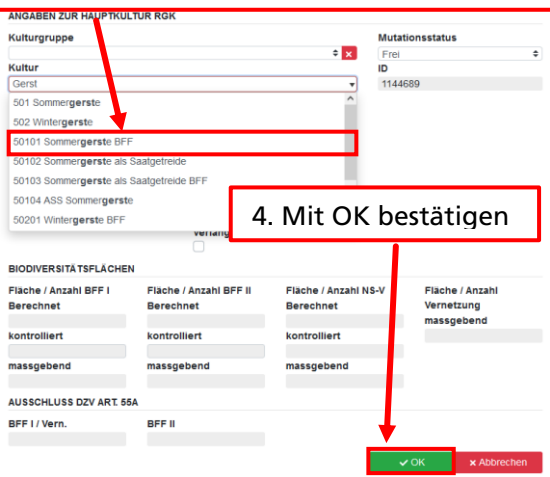 ANGABEN ZUR HAUPTKULTUR RGK
Kulturgruppe
Mutationsstatus
Frei
Kultur
ID
Gerst
1144689
501 Sommergerste
502 Wintergerste
50101 Sommergerste BFF
50102 Sommergerste als Saatgetreide
50103 Sommergerste als Saatgetreide BFF
50104 ASS Sommergerste
50201 Wintergerste BFF
4. Mit OK bestätigen
BIODIVERSITÄTSFLÄCHEN
Fläche / Anzahl BFF I
Fläche / Anzahl BFF II
Fläche / Anzahl NS-V
Fläche / Anzahl
Berechnet
Berechnet
Berechnet
Vernetzung
massgebend
kontrolliert
kontrolliert
kontrolliert
massgebend
massgebend
massgebend
AUSSCHLUSS DZV ART. 55A
BFF I / Vern.
BFF II
✔ OK
× Abbrechen